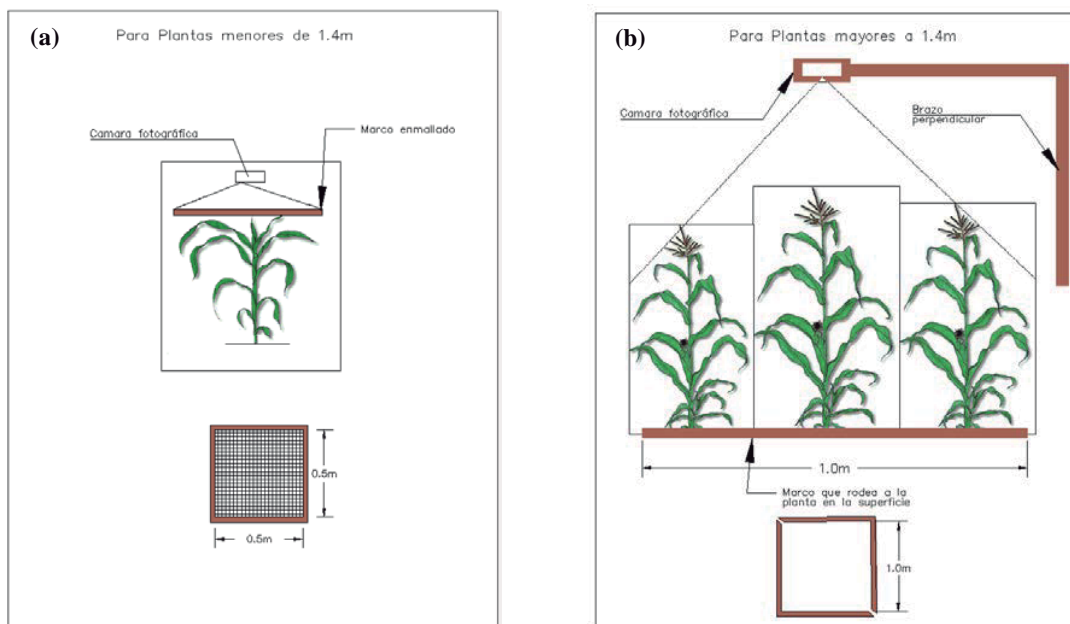 (a)
Para Plantas menores de 1.4m
Camara fotográfica
Marco enmallado
0.5m
0.5m
(b)
Para Plantas mayores a 1.4m
Camara fotográfica
Brazo
perpendicular
1.0m
Marco que rodea a la
planta en la superficie
1.0m